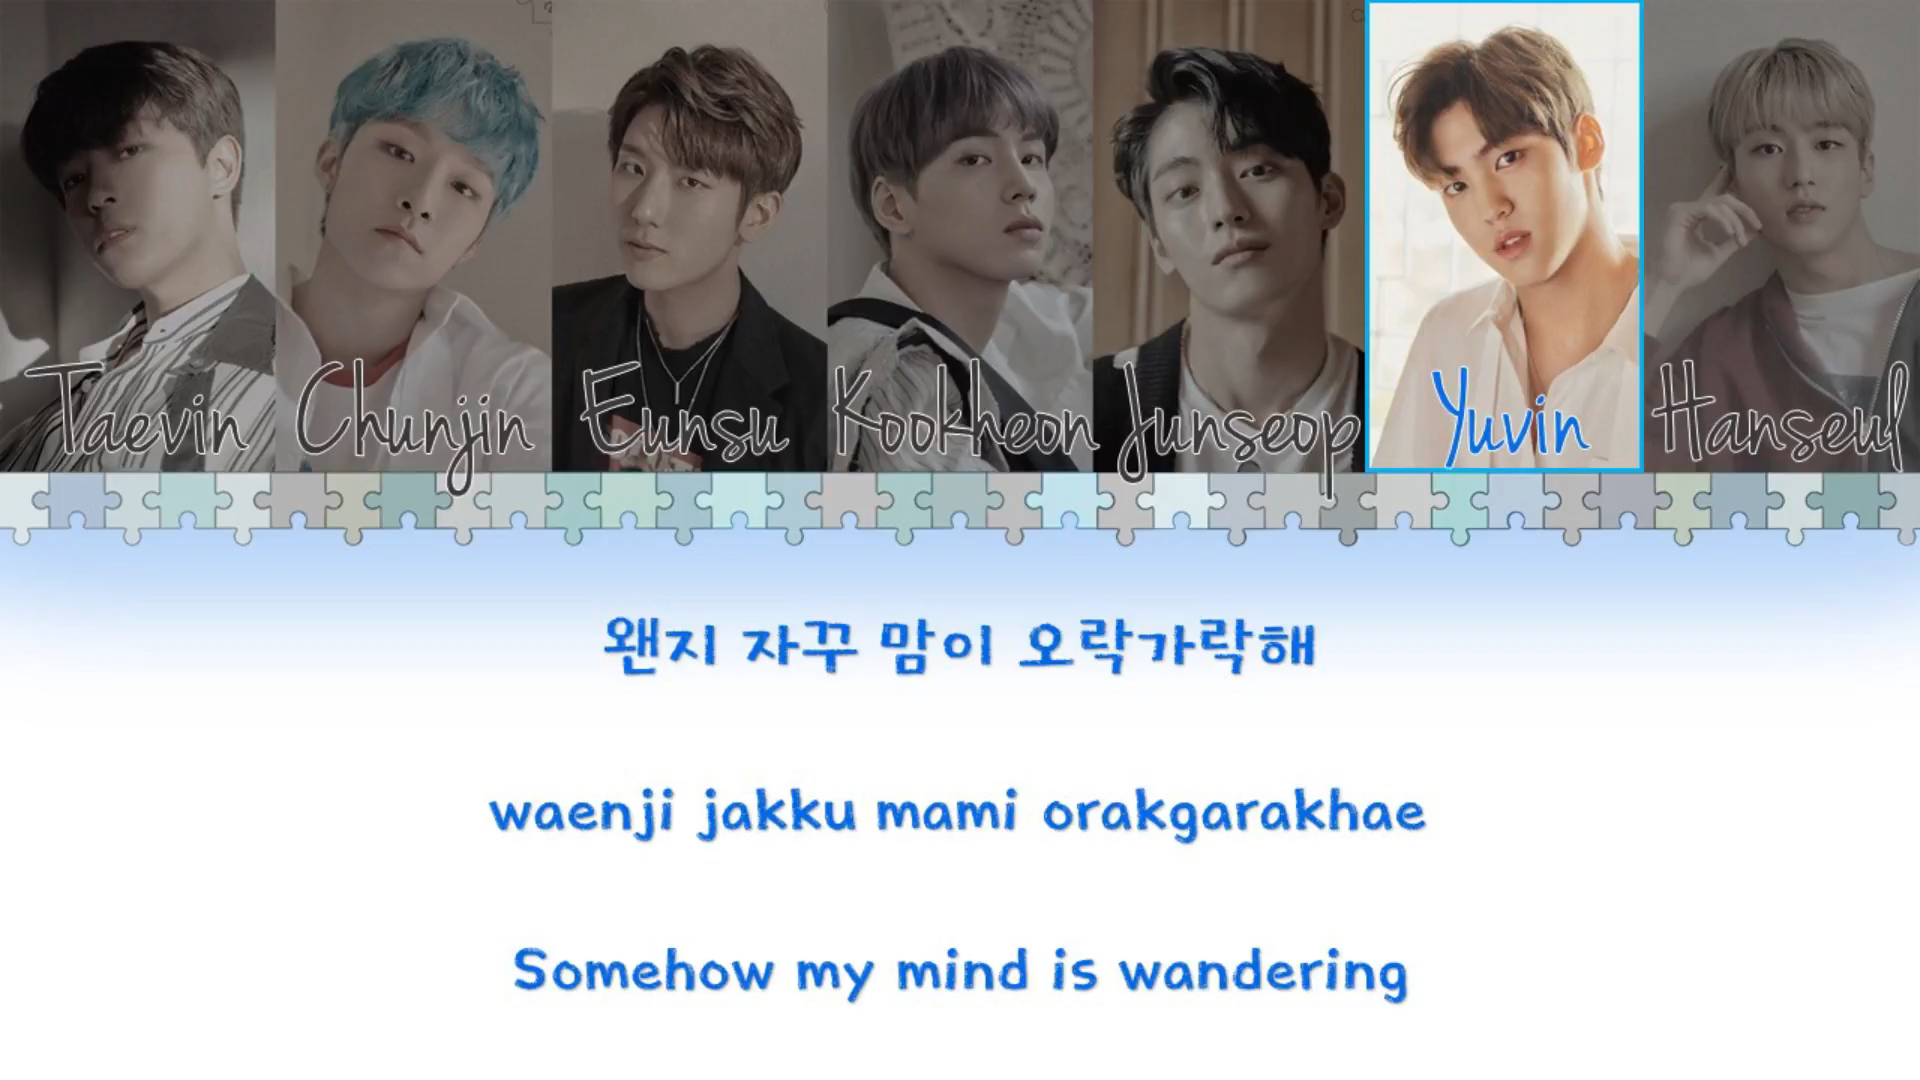 Taevin Chunjin Eunsu Kookheon Junseop Yuvin Hanseul
왠지 자꾸 맘이 오락가락해
waenji jakku mami orakgarakhae
Somehow my mind is wandering